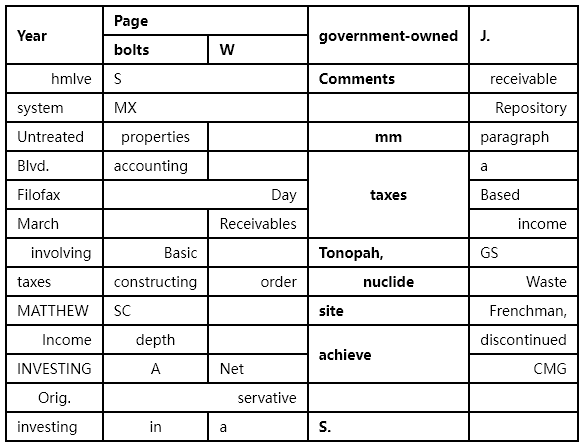 Year Page government-owned J.
bolts W
hmlve S Comments receivable
system MX Repository
Untreated properties mm paragraph
Blvd. accounting taxes a
Filofax Day Based
March Receivables income
involving Basic Tonopah, GS
taxes constructing order nuclide Waste
MATTHEW SC site Frenchman,
Income depth achieve discontinued
INVESTING A Net CMG
Orig. servative
investing in a S.